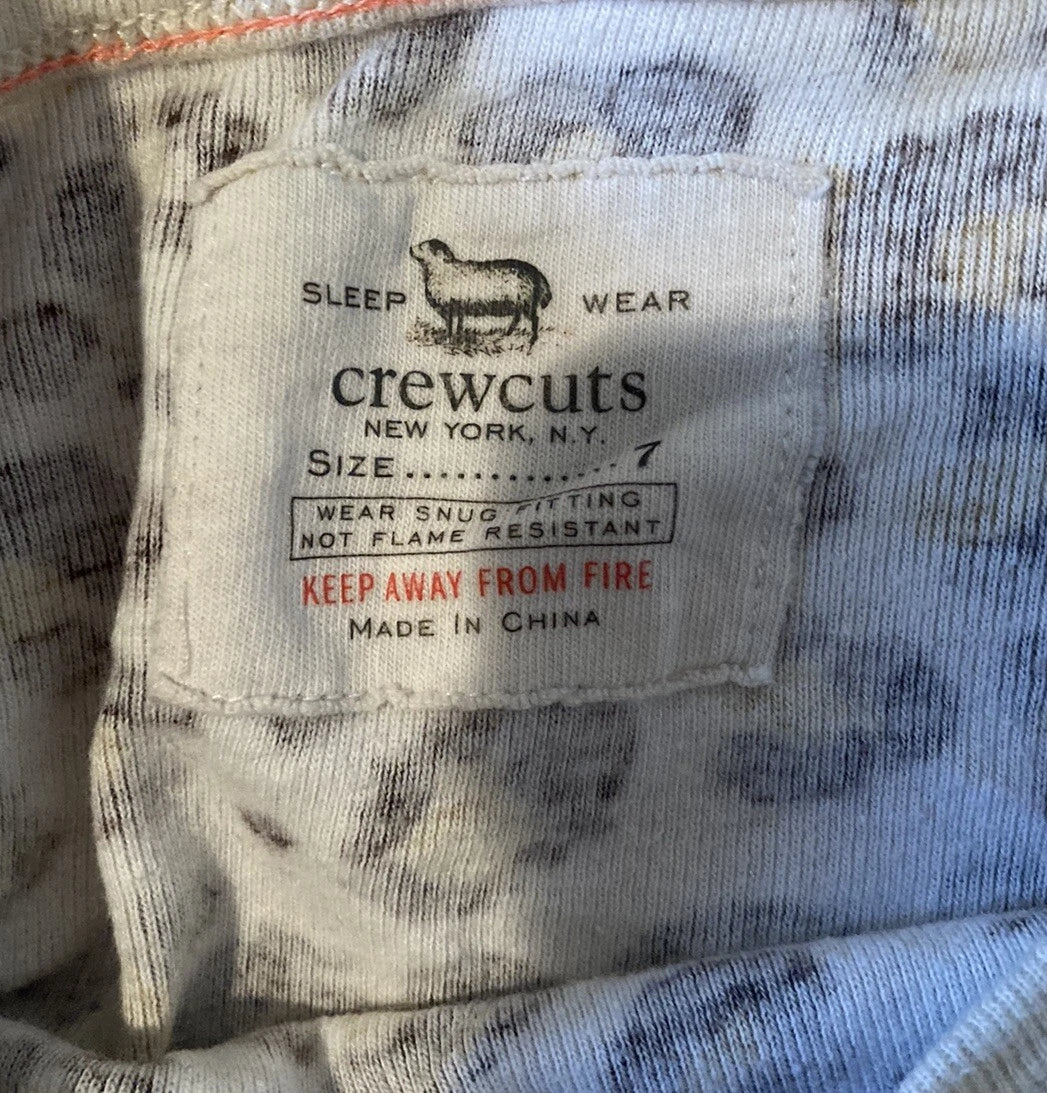 SLEEP WEAR
crewcuts
NEW YORK, N.Y.
SIZE.............. 7
WEAR SNUG FITTING
NOT FLAME RESISTANT
KEEP AWAY FROM FIRE
MADE IN CHINA